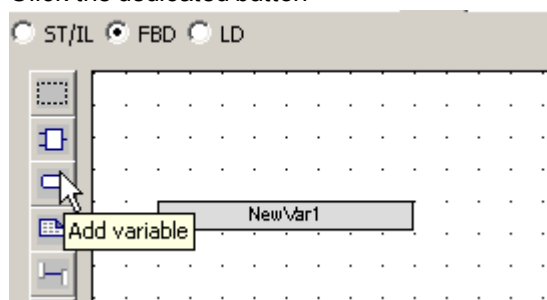 Click the dedicated button
ST/IL FBD LD
NewVar1
Add variable